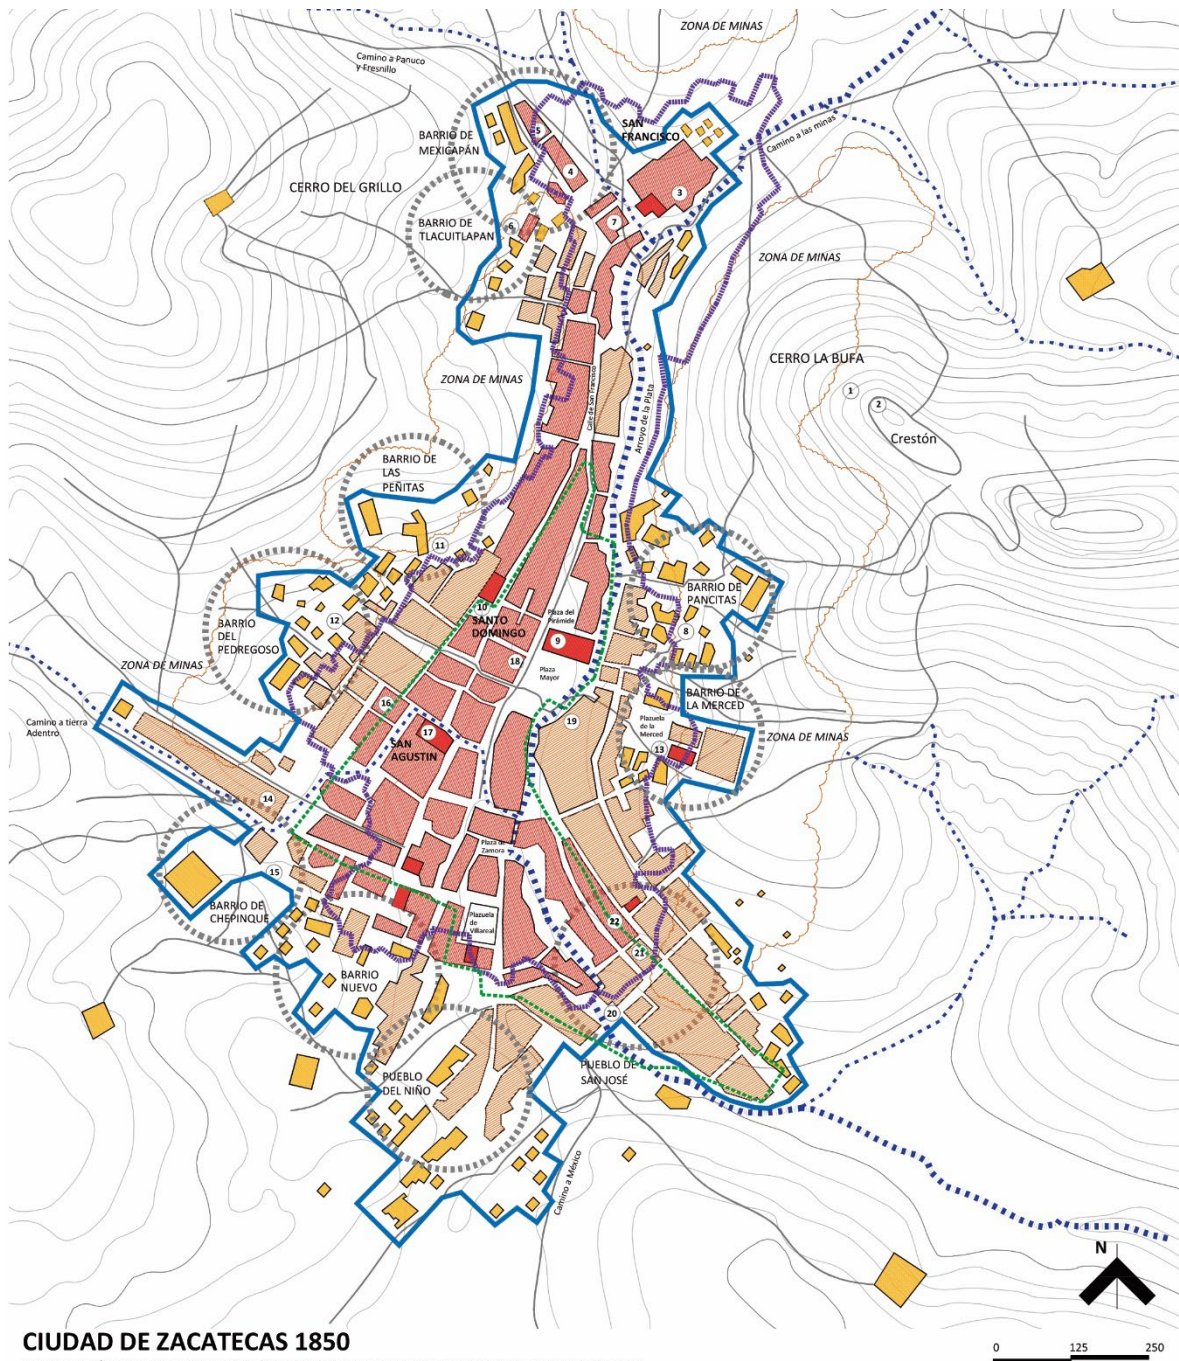 ZONA DE MINAS
Camino a Panuco
y Fresnillo
SAN
FRANCISCO
BARRIO DE
MEXICAPÁN
5
Camino a las minas
4
CERRO DEL GRILLO
3
BARRIO DE
TLACUITLAPAN
6
7
ZONA DE MINAS
CERRO LA BUFA
ZONA DE MINAS
Calle de San Francisco
Arroyo de la Plata
1
2
Crestón
BARRIO DE
LAS
PEÑITAS
11
BARRIO DE
PANCITAS
10
SANTO
DOMINGO
Plaza del
Pirámide
9
8
BARRIO
DEL
PEDREGOSO
12
18
Plaza
Mayor
ZONA DE MINAS
BARRIO DE
LA MERCED
16
19
Plazuela
de la
Merced
Camino a tierra
Adentro
17
SAN
AGUSTIN
13
ZONA DE MINAS
14
Plaza de
Zamora
15
BARRIO DE
CHEPINQUE
Plazuela
de
Villareal
22
21
BARRIO
NUEVO
20
PUEBLO
DEL NIÑO
PUEBLO DE
SAN JOSÉ
Camino a México
N
CIUDAD DE ZACATECAS 1850
0 125 250